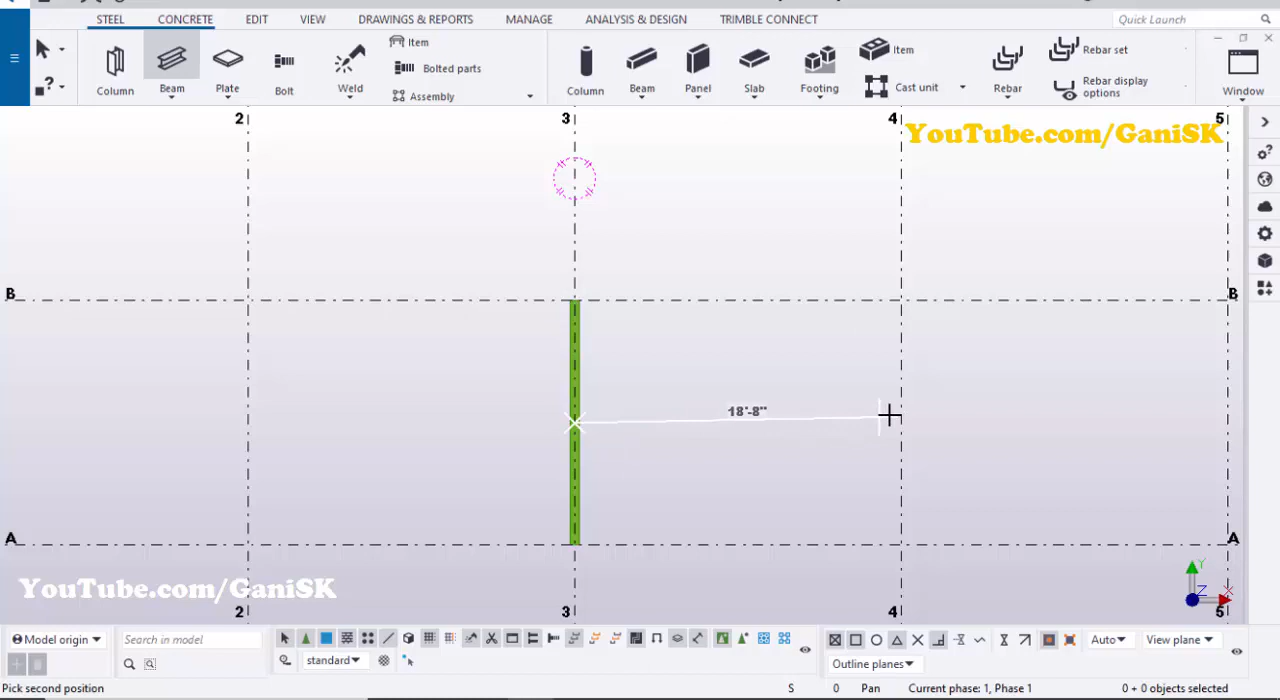 STEEL CONCRETE EDIT VIEW DRAWINGS & REPORTS MANAGE ANALYSIS & DESIGN TRIMBLE CONNECT Quick Launch
Column Beam Plate Bolt Weld
Item
Bolted parts
Assembly
Column Beam Panel Slab Footing
Item
Cast unit
Rebar
Rebar set
Rebar display options
Window
2 3 4 5
YouTube.com/GaniSK
B B
18'-8"
A A
YouTube.com/GaniSK
Y
Z X
2 3 4 5
Model origin Search in model Auto View plane
standard Outline planes
Pick second position S 0 Pan Current phase: 1, Phase 1 0 + 0 objects selected